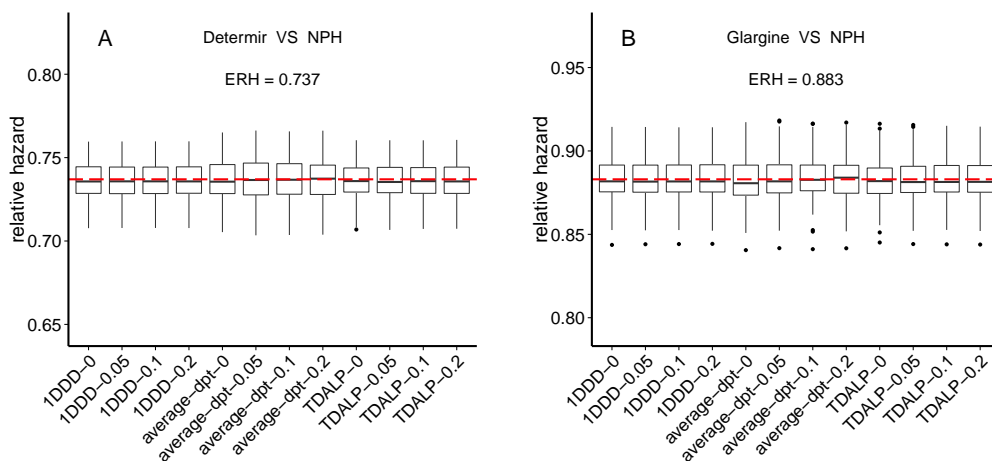 A
Determir VS NPH
ERH = 0.737
relative hazard
0.80
0.75
0.70
0.65
1DDD−0
1DDD−0.05
1DDD−0.1
1DDD−0.2
average−dpt−0
average−dpt−0.05
average−dpt−0.1
average−dpt−0.2
TDALP−0
TDALP−0.05
TDALP−0.1
TDALP−0.2
B
Glargine VS NPH
ERH = 0.883
relative hazard
0.95
0.90
0.85
0.80
1DDD−0
1DDD−0.05
1DDD−0.1
1DDD−0.2
average−dpt−0
average−dpt−0.05
average−dpt−0.1
average−dpt−0.2
TDALP−0
TDALP−0.05
TDALP−0.1
TDALP−0.2